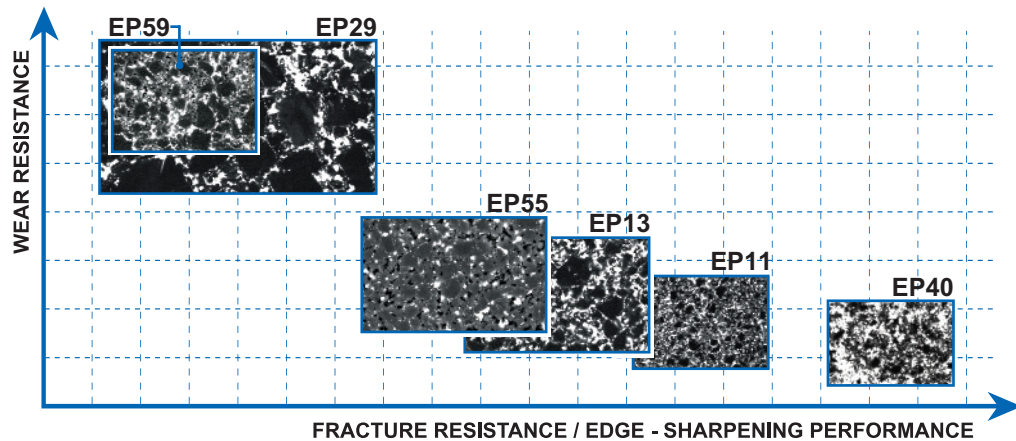 EP59
EP29
EP55
EP13
EP11
EP40
WEAR RESISTANCE
FRACTURE RESISTANCE / EDGE - SHARPENING PERFORMANCE